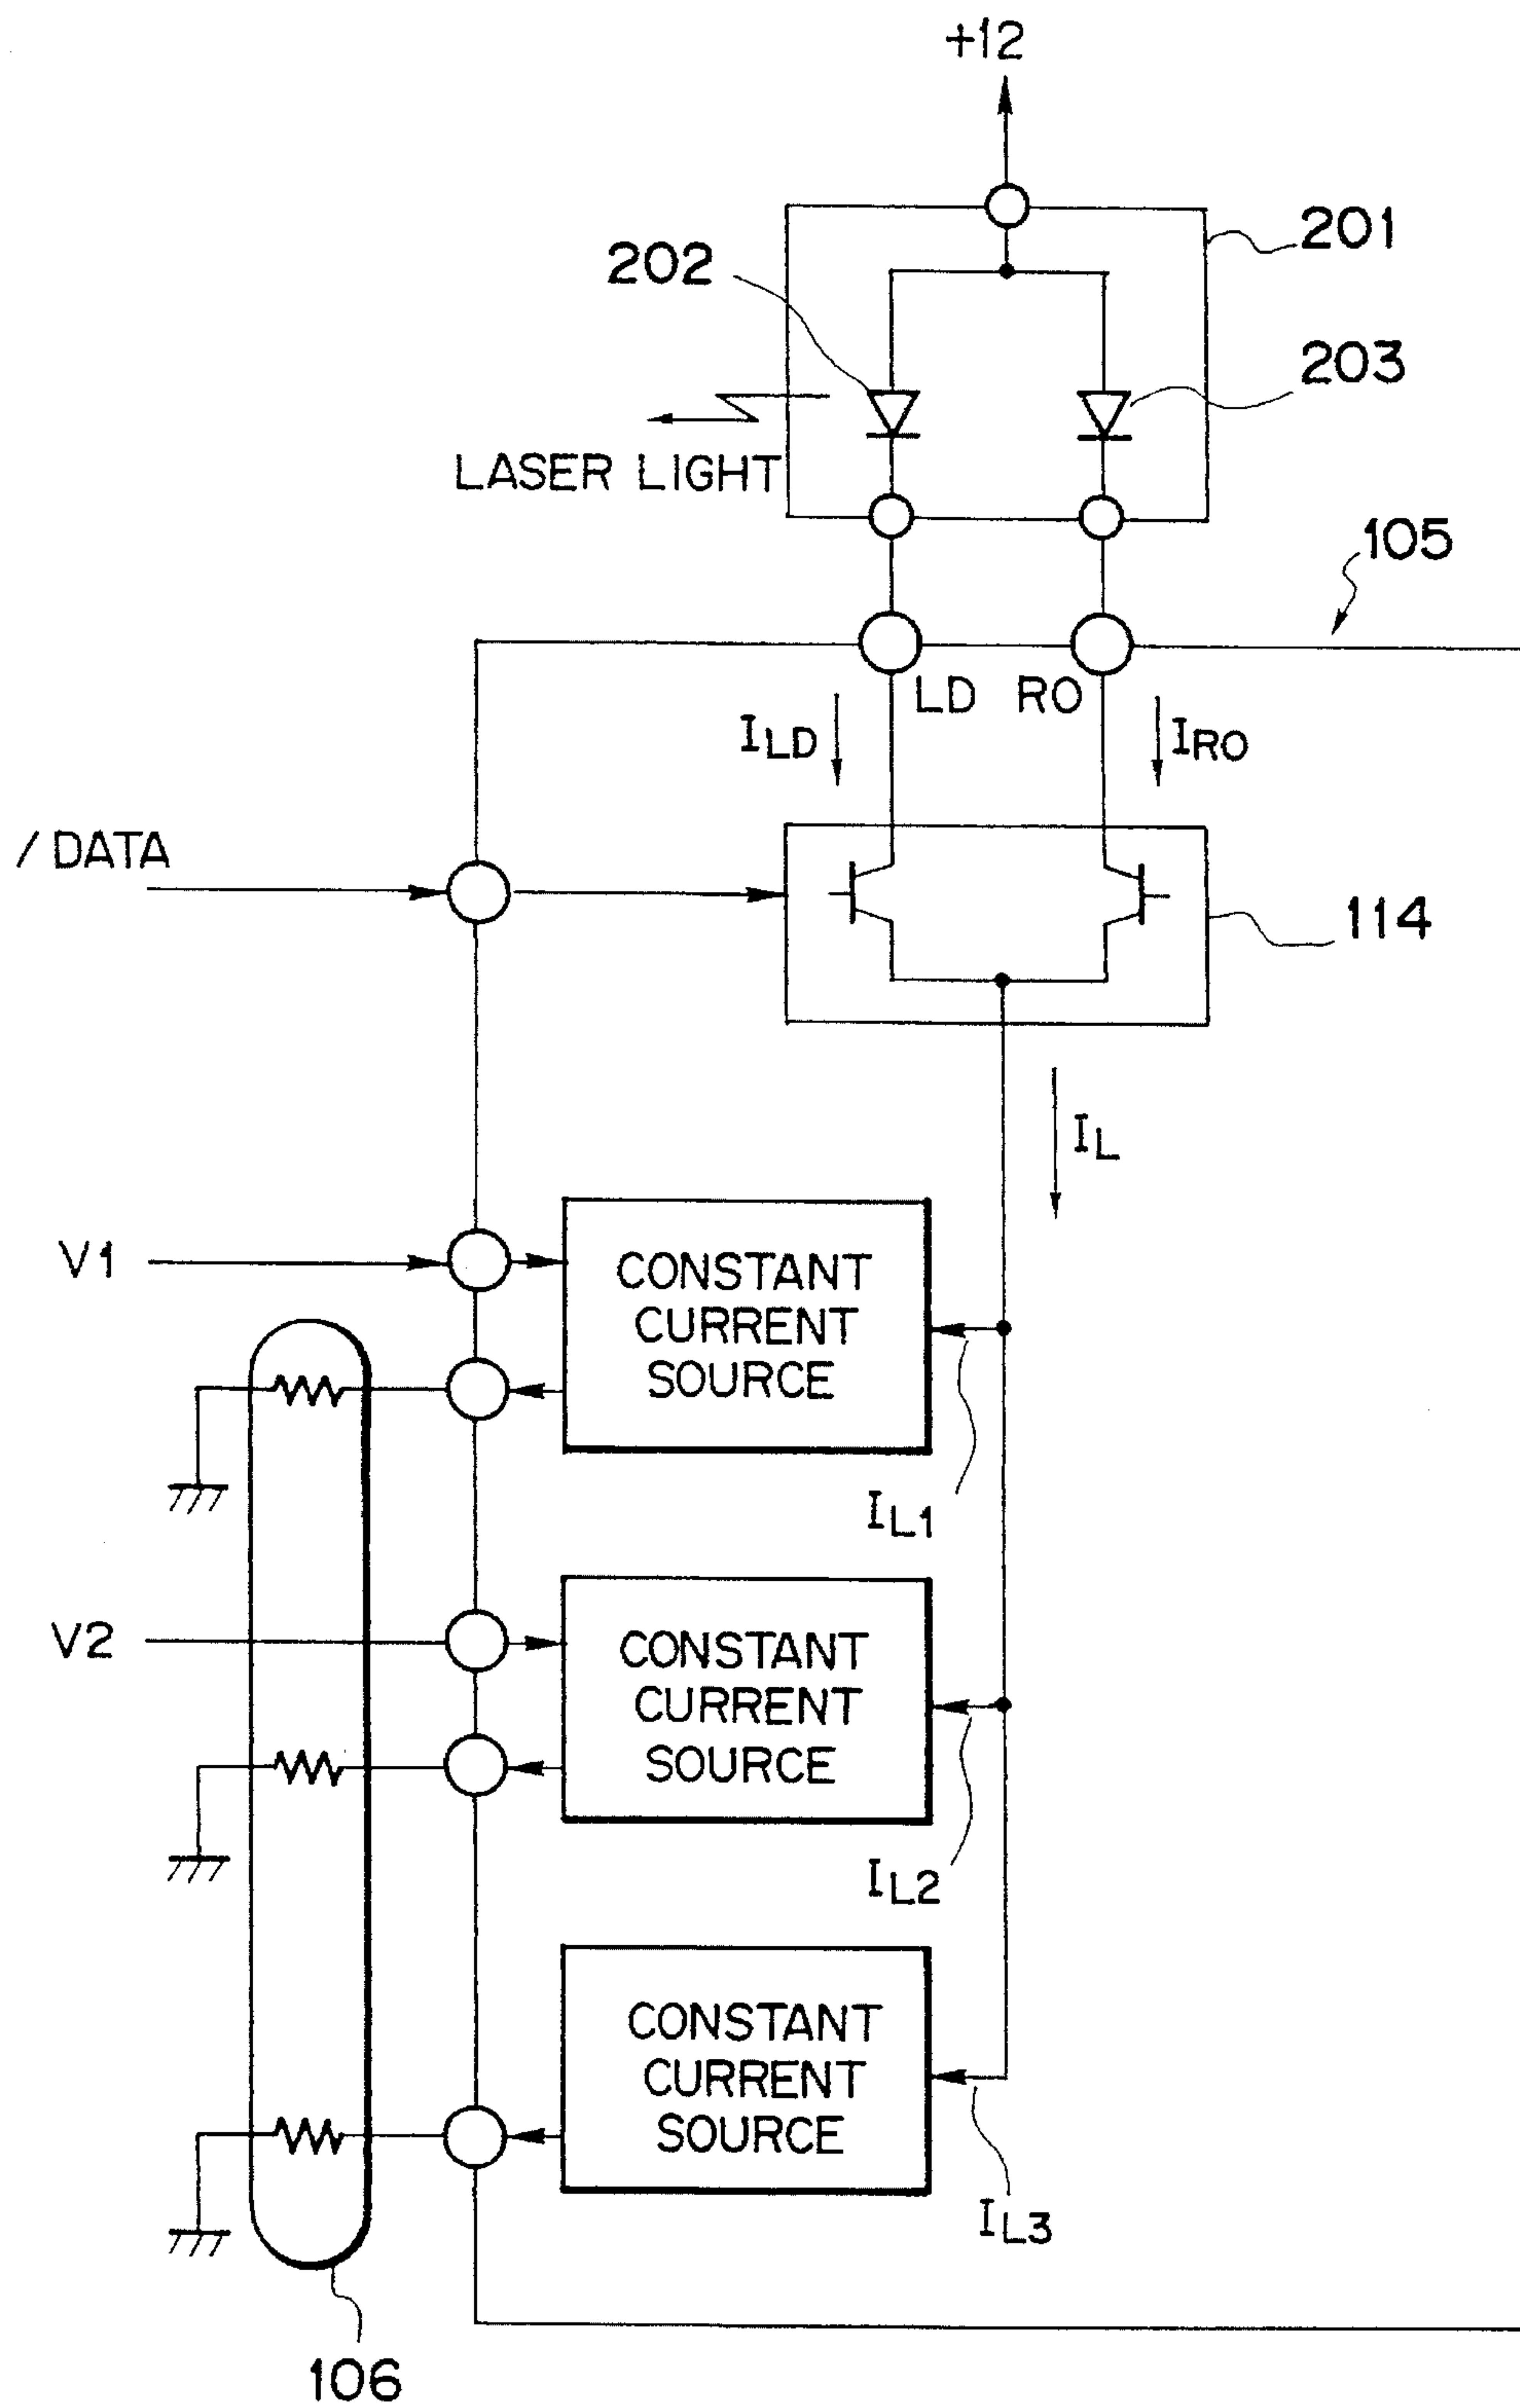 +12
201
202
203
LASER LIGHT
105
LD RO
ILD
IRO
/DATA
114
IL
V1
CONSTANT
CURRENT
SOURCE
IL1
V2
CONSTANT
CURRENT
SOURCE
IL2
CONSTANT
CURRENT
SOURCE
IL3
106